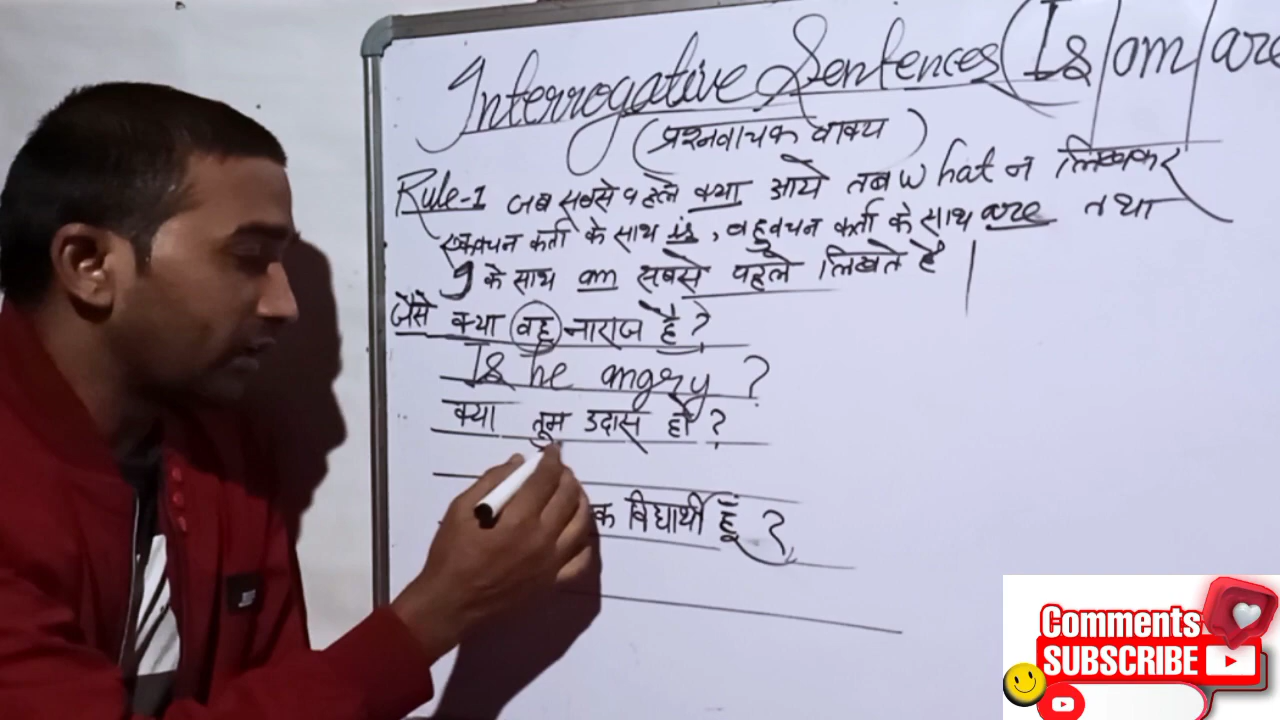 Interrogative Sentences (Is/am/are
(प्रश्नवाचक वाक्य)
Rule-1 जब सबसे पहले क्या आये तब what न लिखकर
एकवचन कर्ता के साथ is, बहुवचन कर्ता के साथ are तथा
I के साथ am सबसे पहले लिखते है।
जैसे क्या वह नाराज है?
Is he angry?
क्या तुम उदास हो?
क विद्यार्थी हूँ?
Comments
SUBSCRIBE